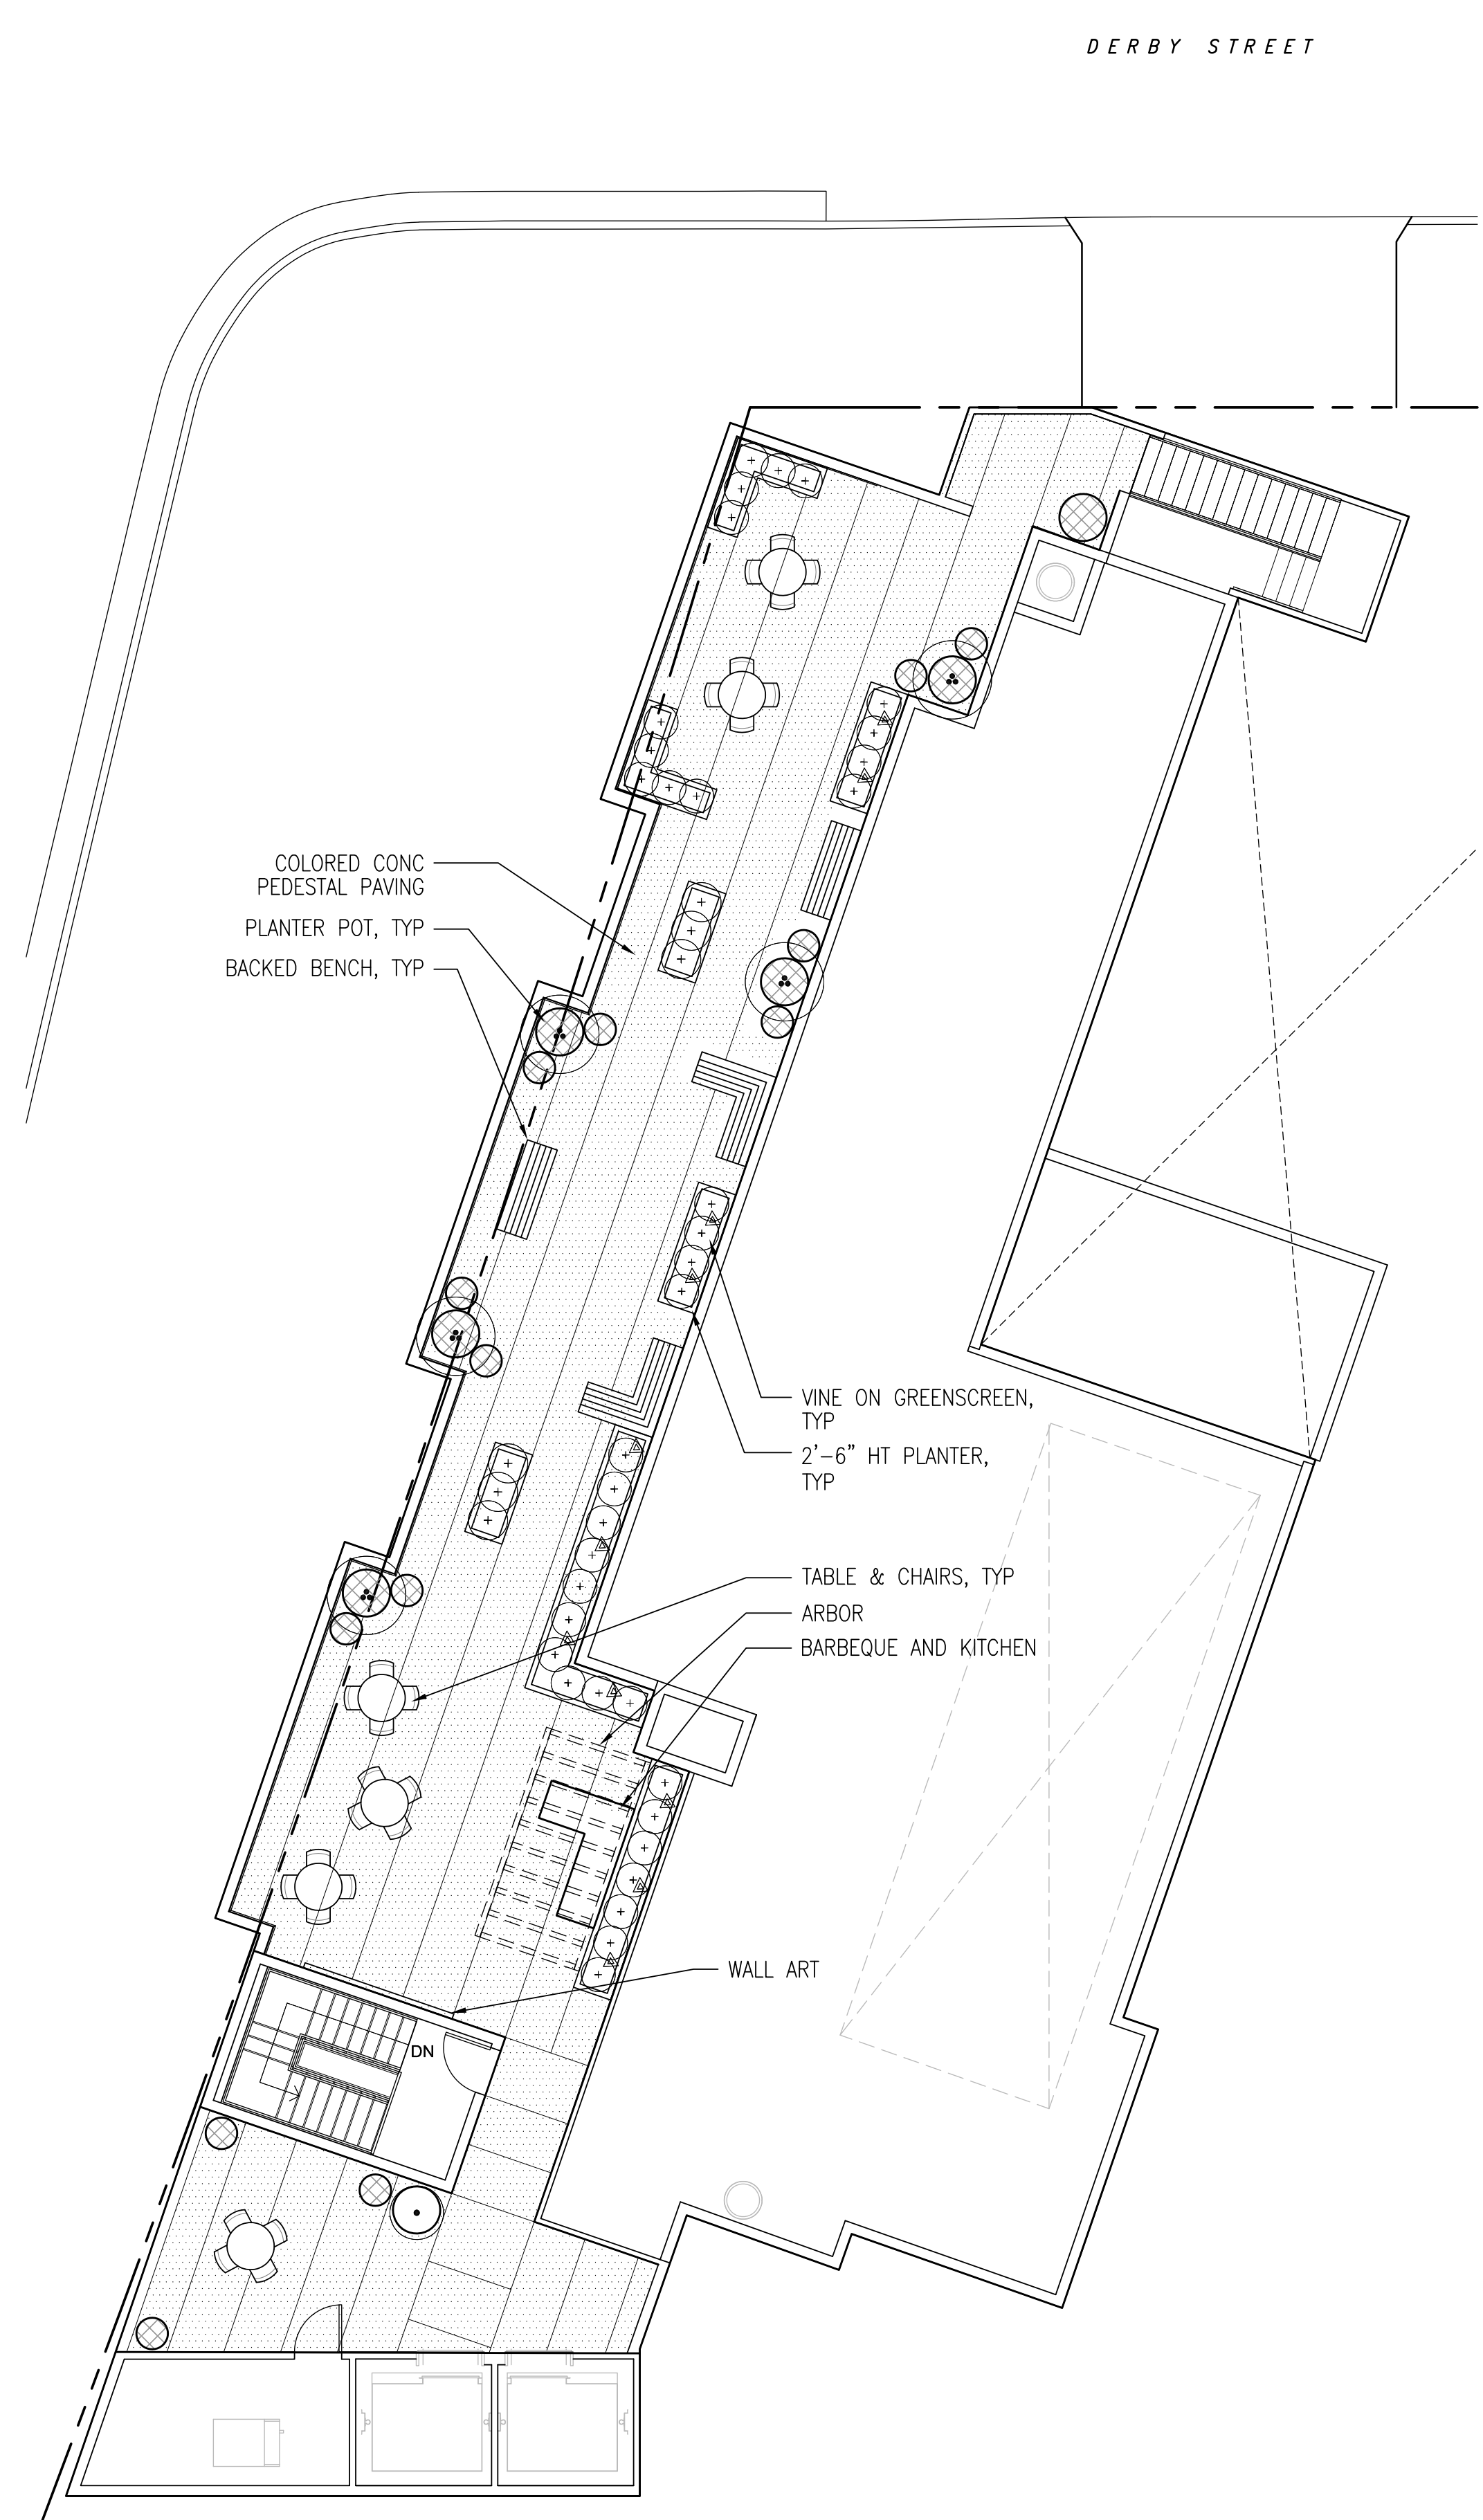 DERBY STREET
COLORED CONC
PEDESTAL PAVING
PLANTER POT, TYP
BACKED BENCH, TYP
VINE ON GREENSCREEN,
TYP
2'-6" HT PLANTER,
TYP
TABLE & CHAIRS, TYP
ARBOR
BARBEQUE AND KITCHEN
WALL ART
DN